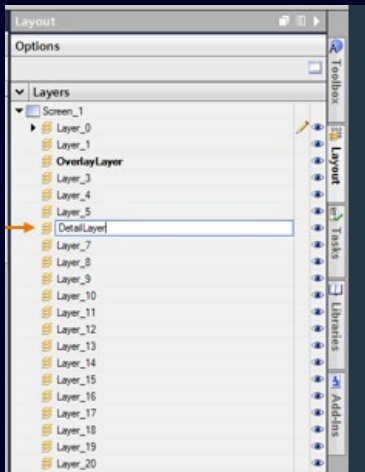 Layout
Options
Layers
Screen_1
Layer_0
Layer_1
OverlayLayer
Layer_3
Layer_4
Layer_5
DetailLayer
Layer_7
Layer_8
Layer_9
Layer_10
Layer_11
Layer_12
Layer_13
Layer_14
Layer_15
Layer_16
Layer_17
Layer_18
Layer_19
Layer_20
Toolbox
Layout
Tasks
Libraries
Add-Ins